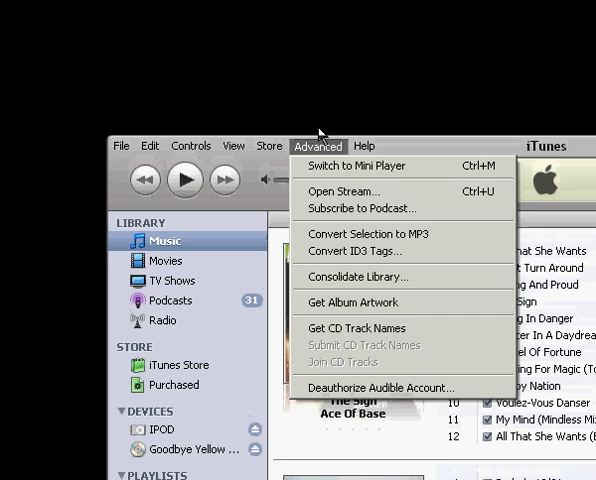 File Edit Controls View Store Advanced Help iTunes
Switch to Mini Player Ctrl+M
Open Stream... Ctrl+U
Subscribe to Podcast...
Convert Selection to MP3
Convert ID3 Tags...
Consolidate Library...
Get Album Artwork
Get CD Track Names
Submit CD Track Names
Join CD Tracks
Deauthorize Audible Account...
LIBRARY
Music
Movies
TV Shows
Podcasts 31
Radio
STORE
iTunes Store
Purchased
DEVICES
IPOD
Goodbye Yellow ...
PLAYLISTS
The Sign
Ace Of Base
hat She Wants
t Turn Around
ng And Proud
Sign
g In Danger
cer In A Daydrea
el Of Fortune
ing For Magic (To
y Nation
10 Voulez-Vous Danser
11 My Mind (Mindless Mi
12 All That She Wants (B